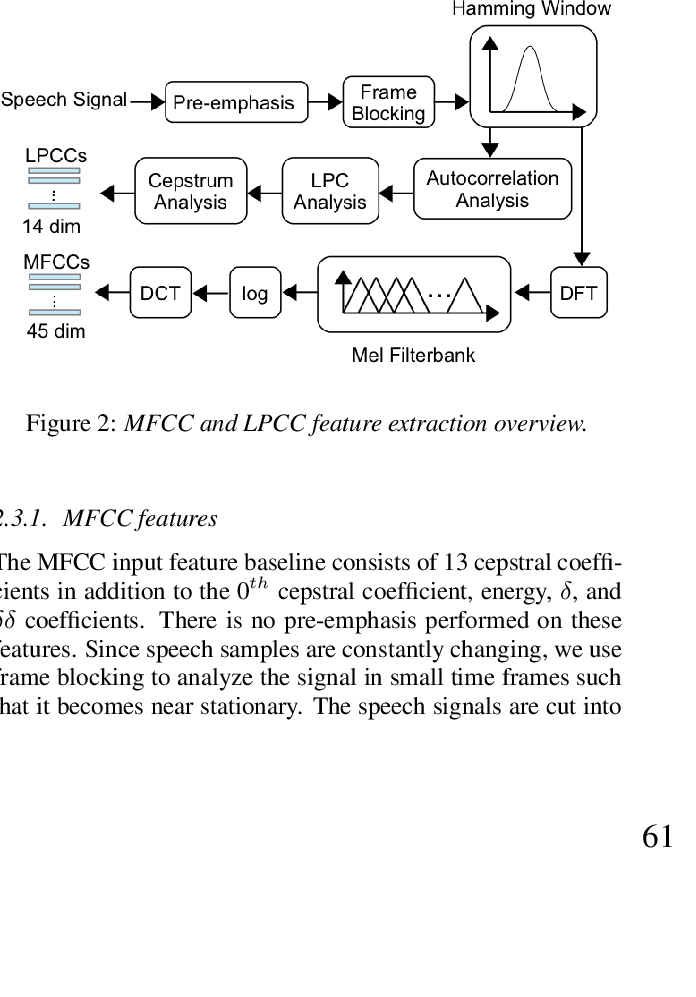 Hamming Window
Speech Signal
Pre-emphasis
Frame
Blocking
LPCCs
14 dim
Cepstrum
Analysis
LPC
Analysis
Autocorrelation
Analysis
MFCCs
45 dim
DCT
log
...
DFT
Mel Filterbank
Figure 2: MFCC and LPCC feature extraction overview.
2.3.1. MFCC features
The MFCC input feature baseline consists of 13 cepstral coeffi-
cients in addition to the 0^th cepstral coefficient, energy, δ, and
δδ coefficients. There is no pre-emphasis performed on these
features. Since speech samples are constantly changing, we use
frame blocking to analyze the signal in small time frames such
that it becomes near stationary. The speech signals are cut into
61